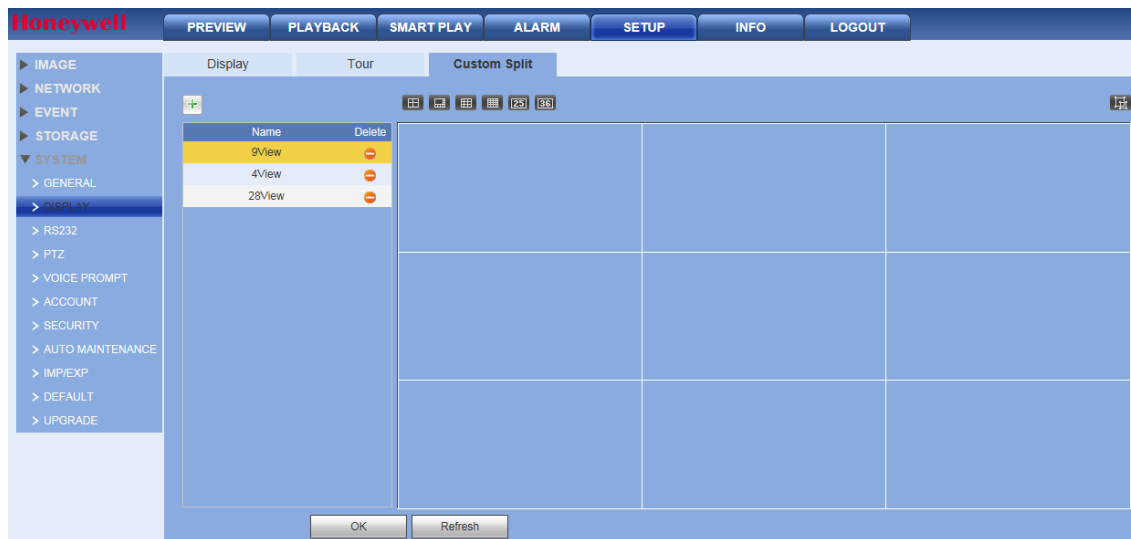 Honeywell
PREVIEW PLAYBACK SMART PLAY ALARM SETUP INFO LOGOUT
IMAGE
NETWORK
EVENT
STORAGE
SYSTEM
GENERAL
DISPLAY
RS232
PTZ
VOICE PROMPT
ACCOUNT
SECURITY
AUTO MAINTENANCE
IMP/EXP
DEFAULT
UPGRADE
Display Tour Custom Split
25 36
Name Delete
9View
4View
28View
OK Refresh